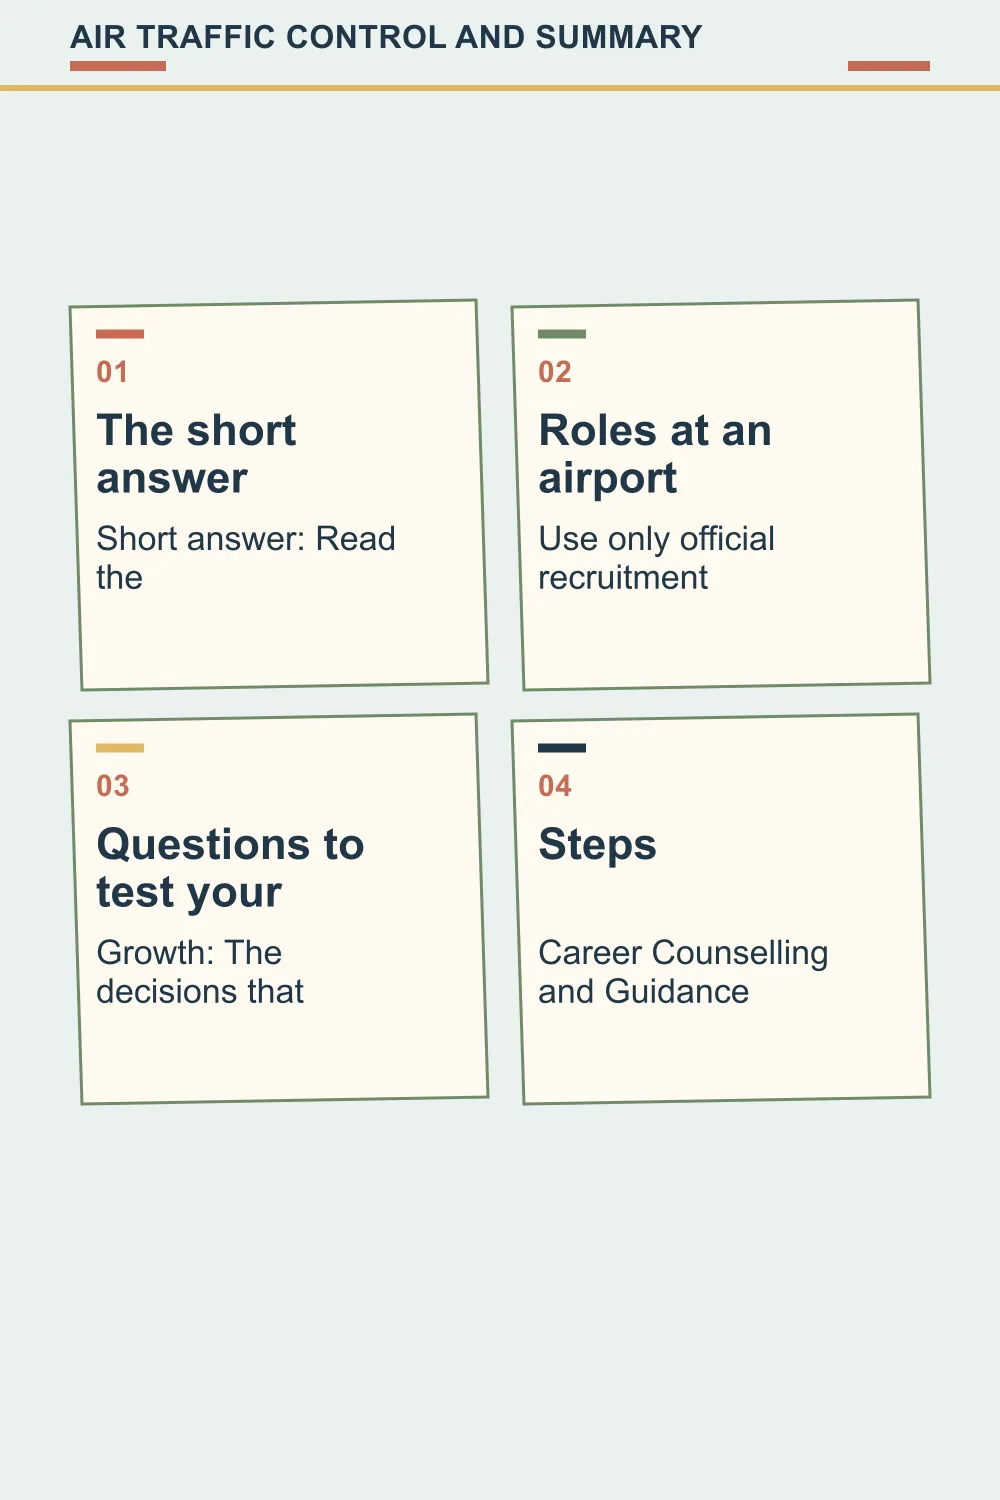 AIR TRAFFIC CONTROL AND SUMMARY
01
The short
answer
Short answer: Read
the
02
Roles at an
airport
Use only official
recruitment
03
Questions to
test your
Growth: The
decisions that
04
Steps
Career Counselling
and Guidance